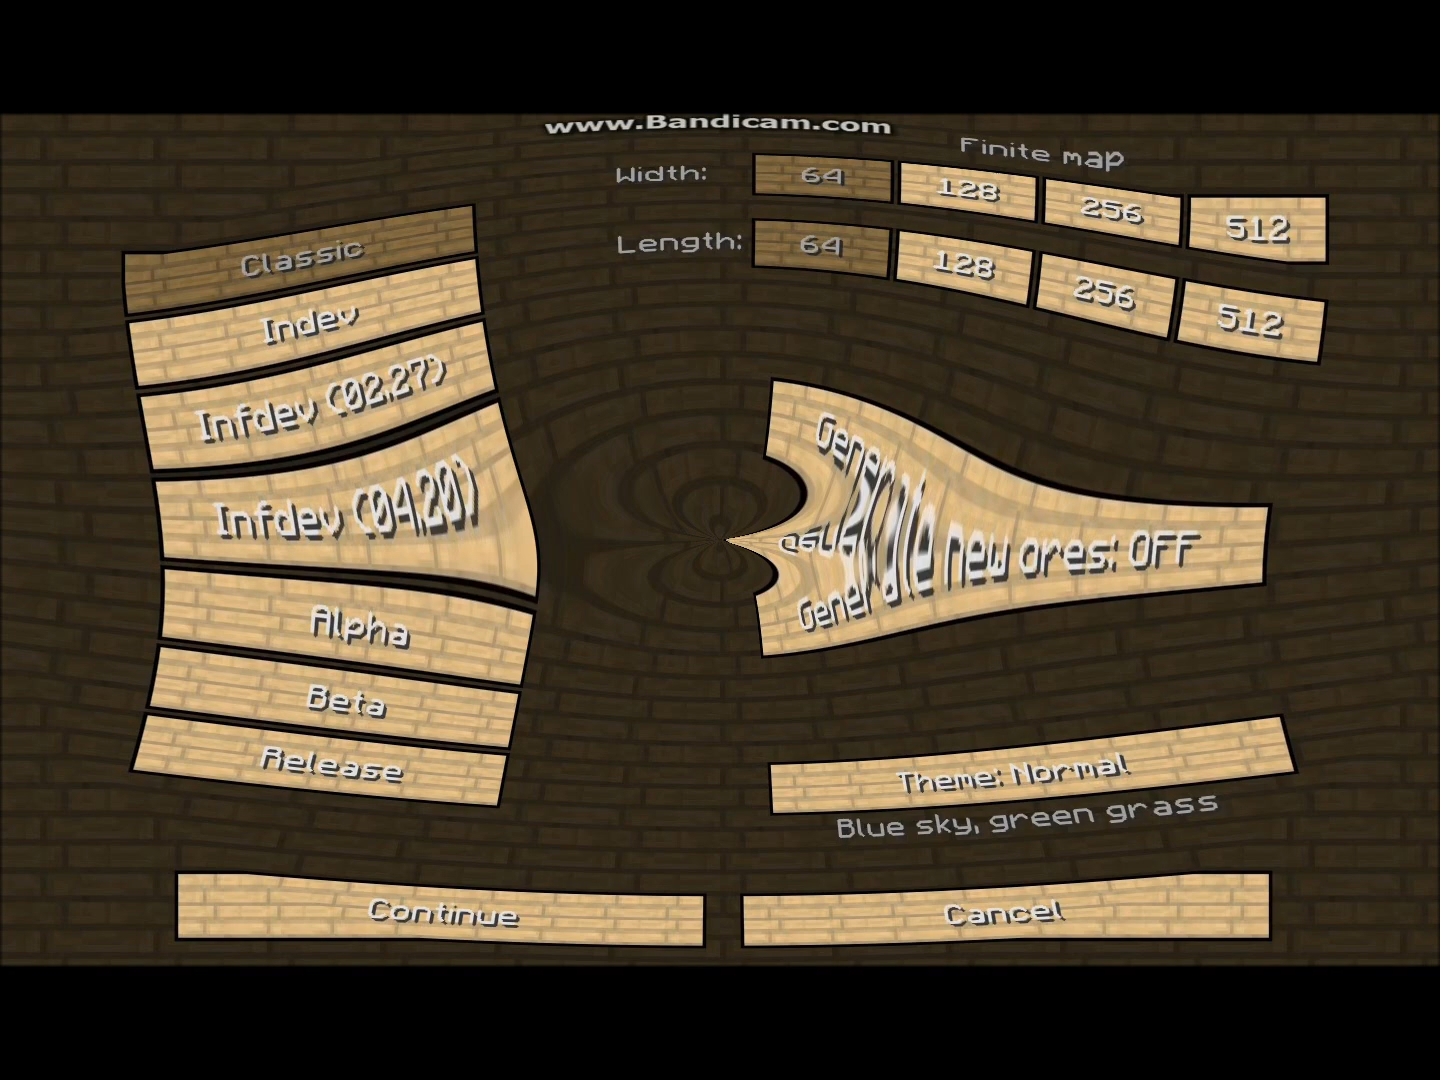 www.Bandicam.com
Finite map
Width: 64 128 256 512
Length: 64 128 256 512
Classic
Indev
Infdev (02.27)
Infdev (04.20)
Alpha
Beta
Release
Generate new ores: OFF
Theme: Normal
Blue sky, green grass
Continue
Cancel